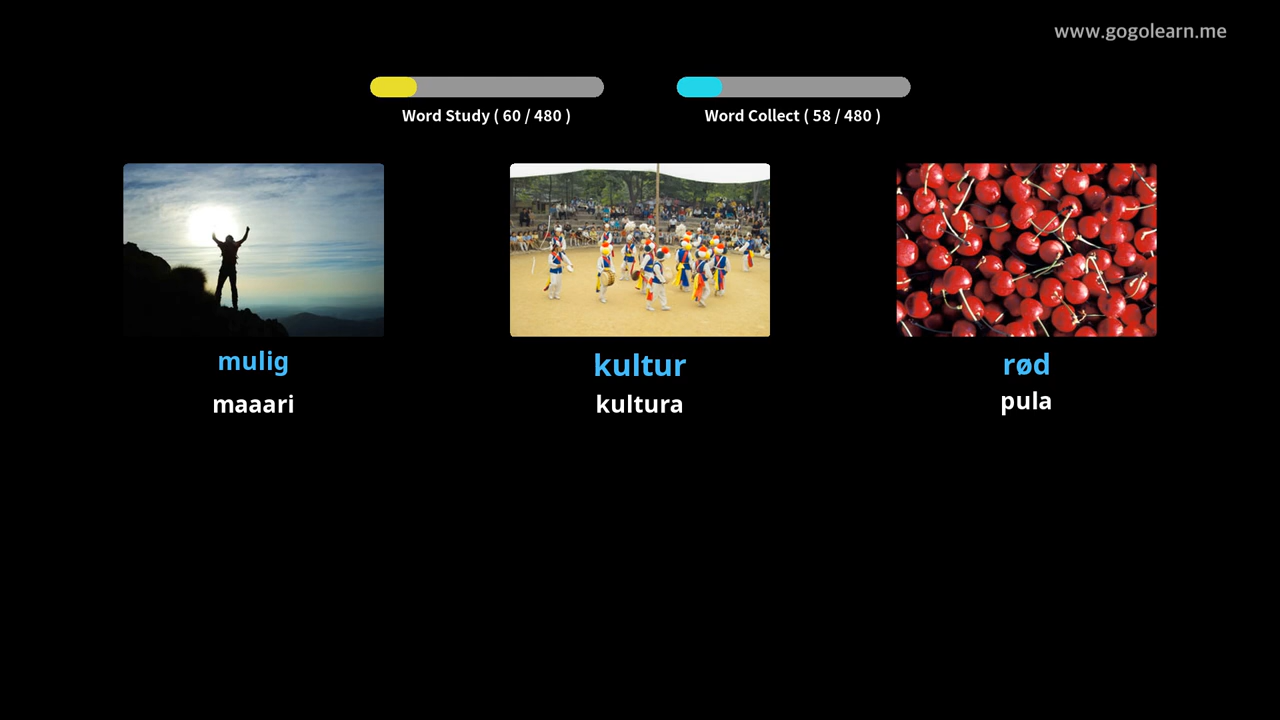 www.gogolearn.me
Word Study ( 60 / 480 )
Word Collect ( 58 / 480 )
mulig
kultur
rød
maaari
kultura
pula